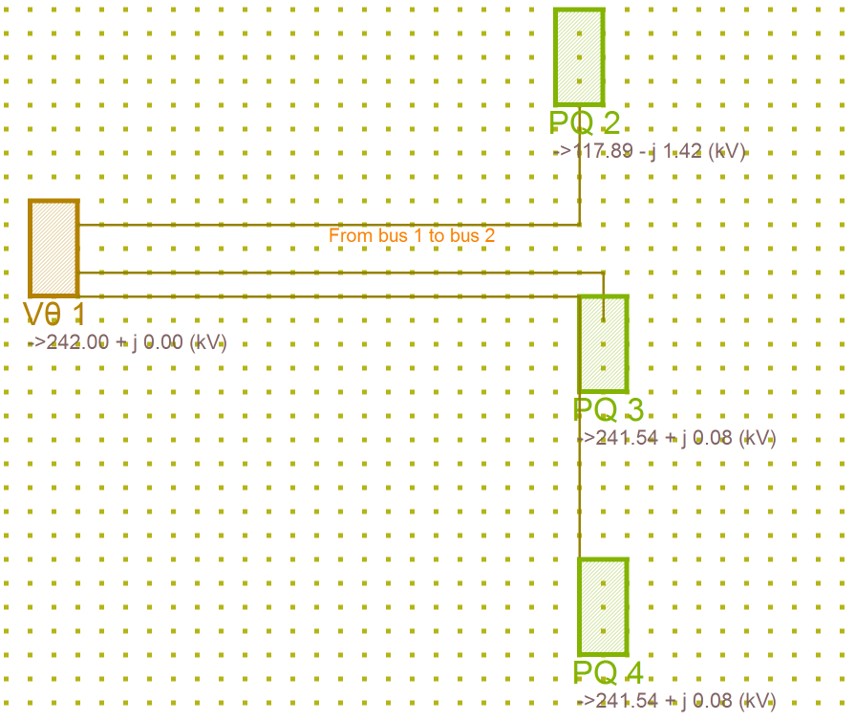 PQ 2
->117.89 - j 1.42 (kV)
From bus 1 to bus 2
Vθ 1
->242.00 + j 0.00 (kV)
PQ 3
->241.54 + j 0.08 (kV)
PQ 4
->241.54 + j 0.08 (kV)